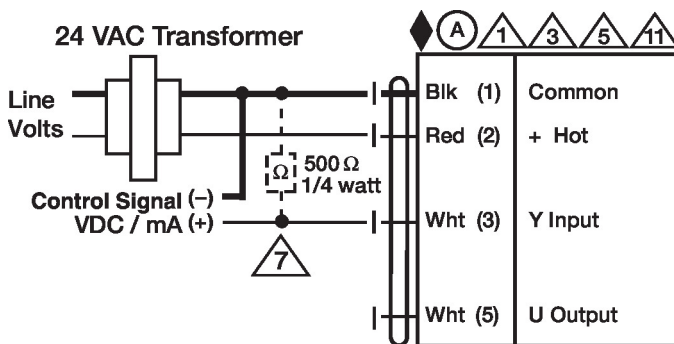 24 VAC Transformer
A 1 3 5 11
Line
Volts
Blk (1) Common
Red (2) + Hot
Ω 500 Ω
1/4 watt
Control Signal (–)
VDC / mA (+)
Wht (3) Y Input
7
Wht (5) U Output